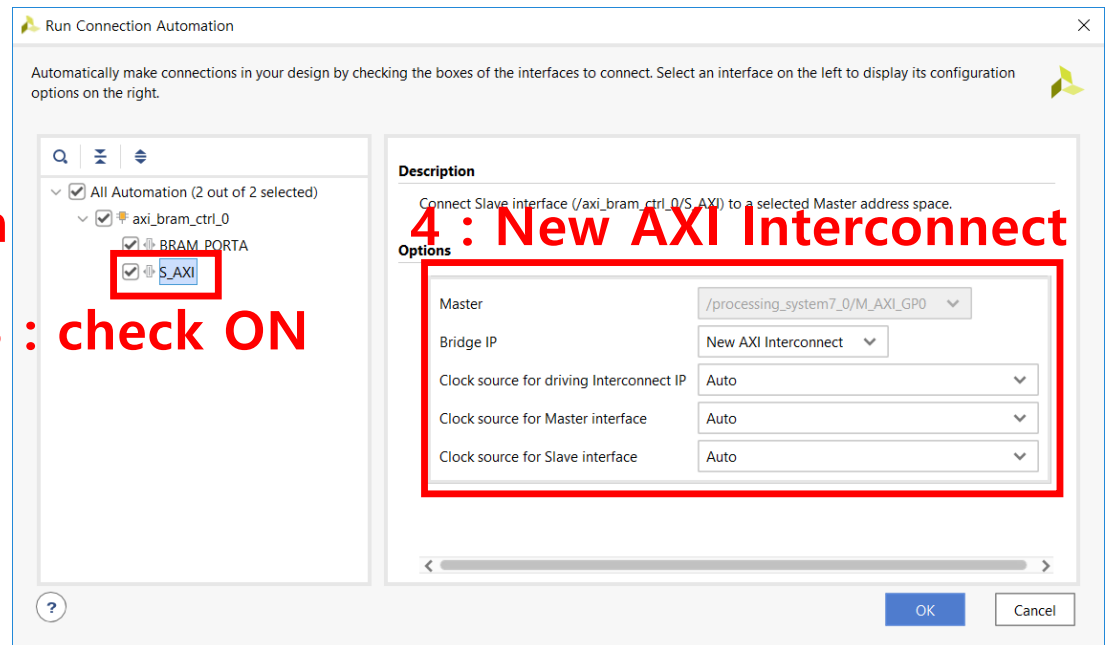 Run Connection Automation
Automatically make connections in your design by checking the boxes of the interfaces to connect. Select an interface on the left to display its configuration
options on the right.
All Automation (2 out of 2 selected)
axi_bram_ctrl_0
BRAM_PORTA
S_AXI
: check ON
Description
Connect Slave interface (/axi_bram_ctrl_0/S_AXI) to a selected Master address space.
4 : New AXI Interconnect
Options
Master /processing_system7_0/M_AXI_GP0
Bridge IP New AXI Interconnect
Clock source for driving Interconnect IP Auto
Clock source for Master interface Auto
Clock source for Slave interface Auto
?
OK Cancel